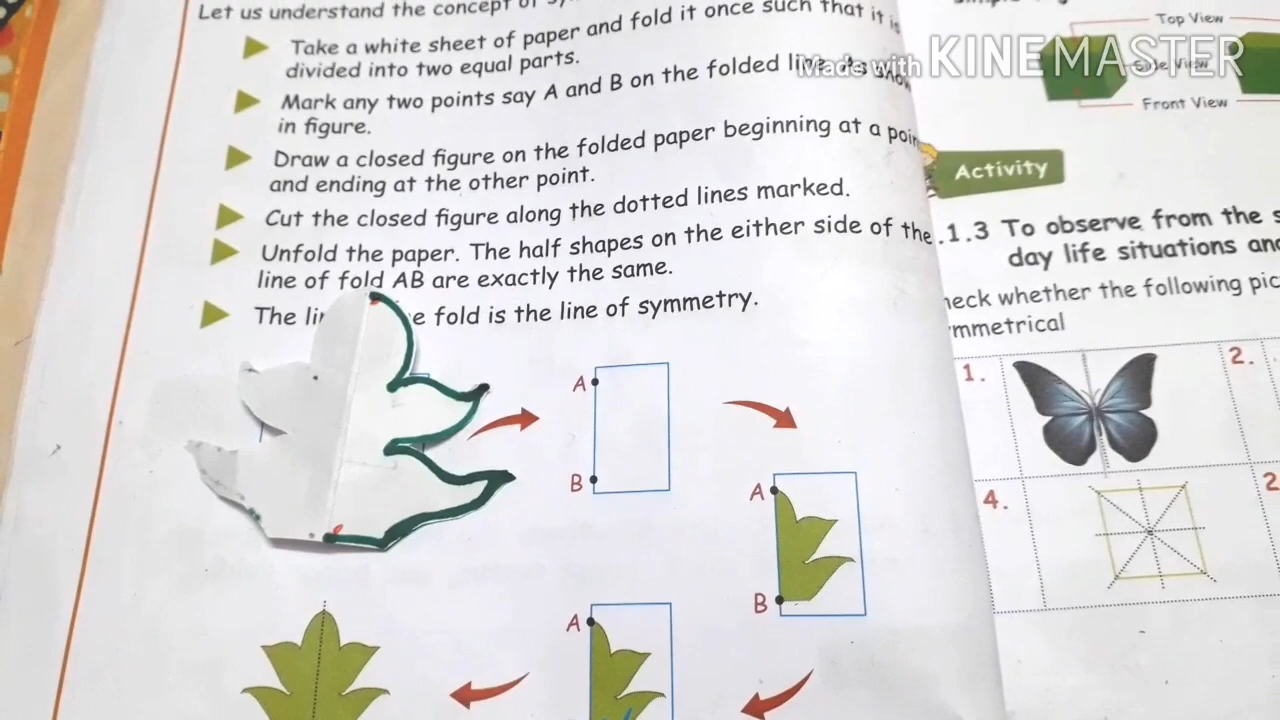 Let us understand the concept of
Take a white sheet of paper and fold it once such that it is
divided into two equal parts.
Mark any two points say A and B on the folded line. As show
in figure.
Draw a closed figure on the folded paper beginning at a poin
and ending at the other point.
Cut the closed figure along the dotted lines marked.
Unfold the paper. The half shapes on the either side of the
line of fold AB are exactly the same.
The li e fold is the line of symmetry.
A
B
A
B
A
Made with KINEMASTER
Top View
Side View
Front View
Activity
.1.3 To observe from the s
day life situations and
heck whether the following pic
mmetrical
1.
2.
4.
2